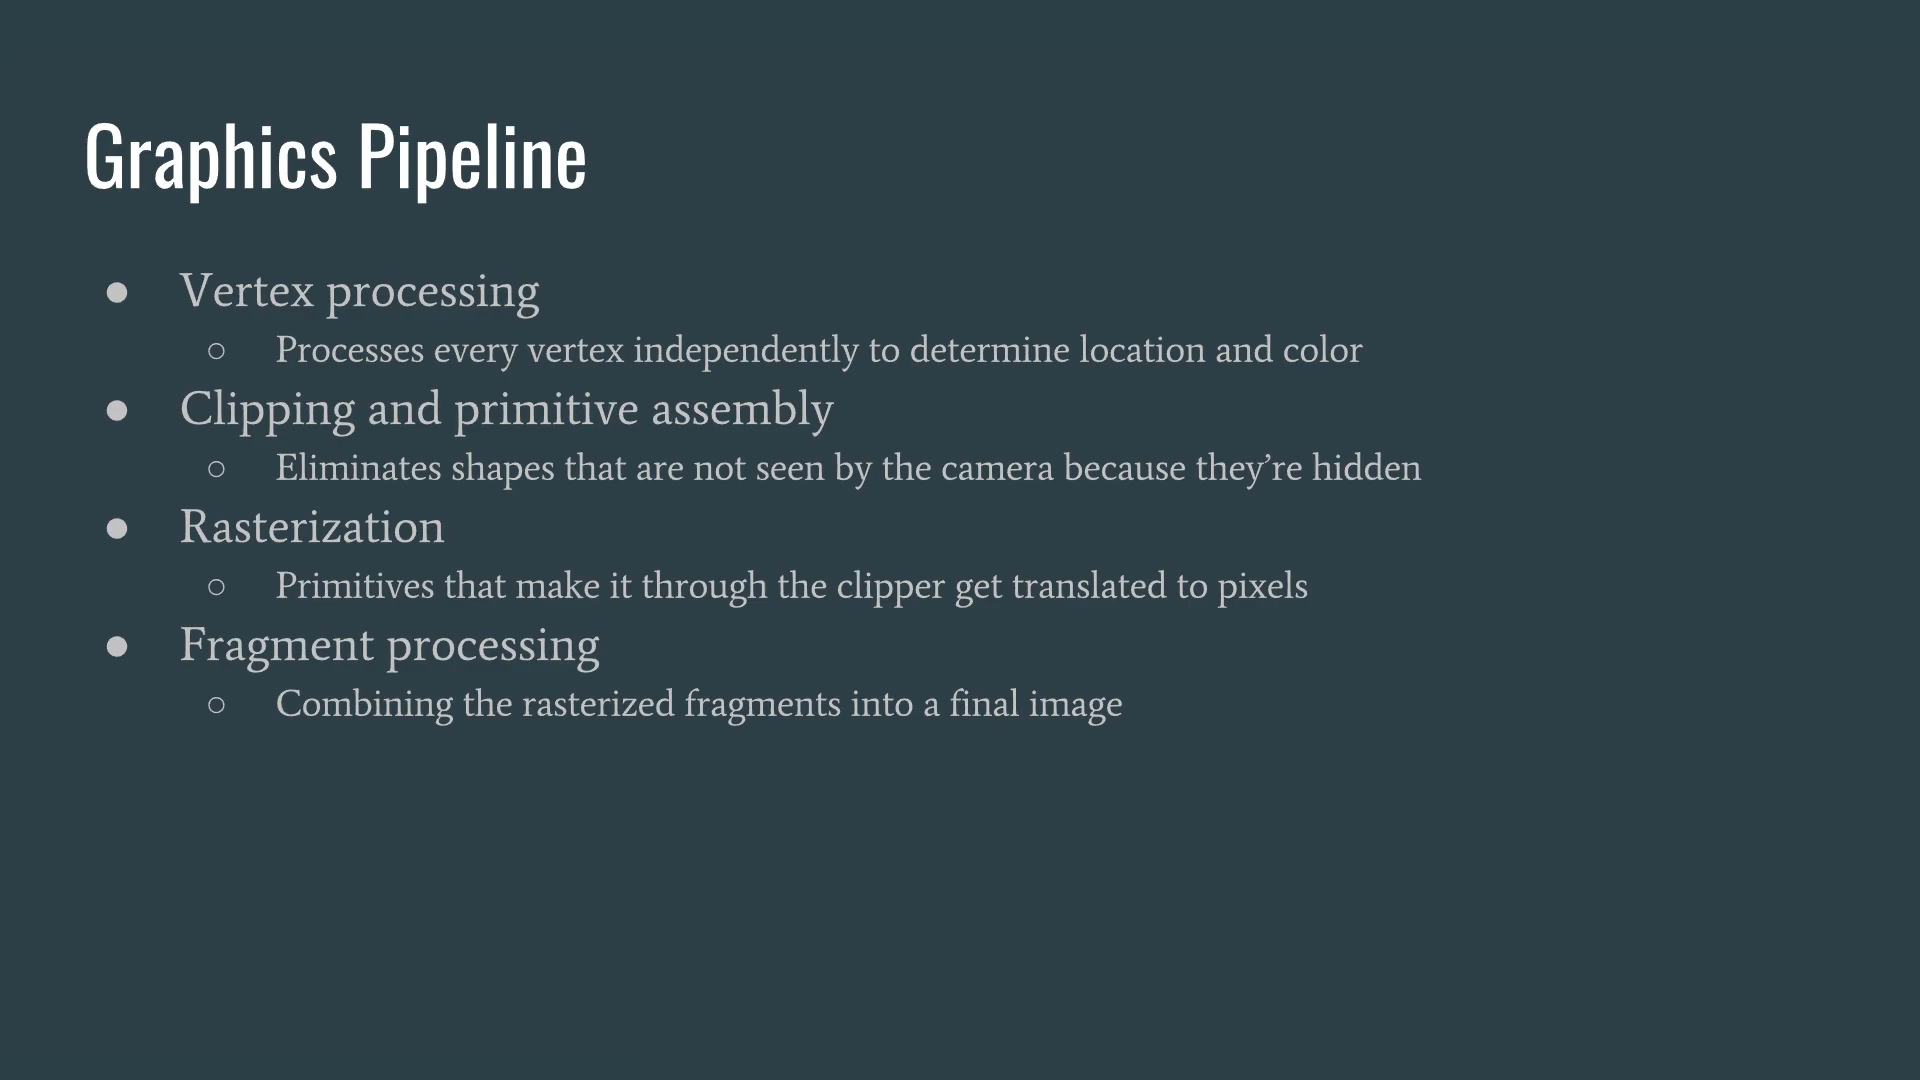 Graphics Pipeline
● Vertex processing
○ Processes every vertex independently to determine location and color
● Clipping and primitive assembly
○ Eliminates shapes that are not seen by the camera because they’re hidden
● Rasterization
○ Primitives that make it through the clipper get translated to pixels
● Fragment processing
○ Combining the rasterized fragments into a final image